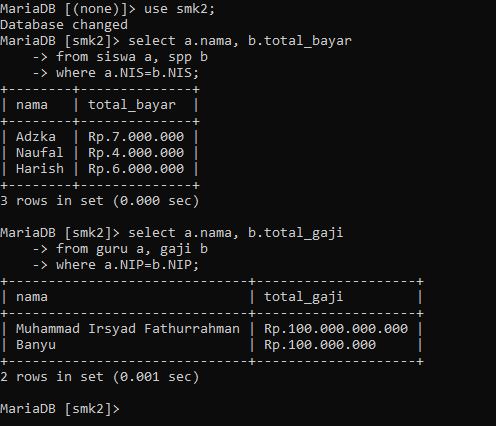 MariaDB [(none)]> use smk2;
Database changed
MariaDB [smk2]> select a.nama, b.total_bayar
    -> from siswa a, spp b
    -> where a.NIS=b.NIS;
+--------+--------------+
| nama   | total_bayar  |
+--------+--------------+
| Adzka  | Rp.7.000.000 |
| Naufal | Rp.4.000.000 |
| Harish | Rp.6.000.000 |
+--------+--------------+
3 rows in set (0.000 sec)

MariaDB [smk2]> select a.nama, b.total_gaji
    -> from guru a, gaji b
    -> where a.NIP=b.NIP;
+------------------------------+--------------------+
| nama                         | total_gaji         |
+------------------------------+--------------------+
| Muhammad Irsyad Fathurrahman | Rp.100.000.000.000 |
| Banyu                        | Rp.100.000.000     |
+------------------------------+--------------------+
2 rows in set (0.001 sec)

MariaDB [smk2]>